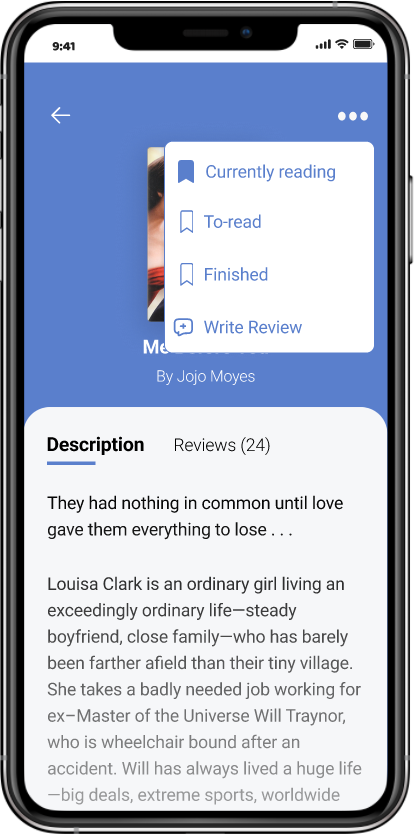 9:41
Currently reading
To-read
Finished
Write Review
Me
By Jojo Moyes
Description
Reviews (24)
They had nothing in common until love
gave them everything to lose . . .
Louisa Clark is an ordinary girl living an
exceedingly ordinary life—steady
boyfriend, close family—who has barely
been farther afield than their tiny village.
She takes a badly needed job working for
ex–Master of the Universe Will Traynor,
who is wheelchair bound after an
accident. Will has always lived a huge life
—big deals, extreme sports, worldwide